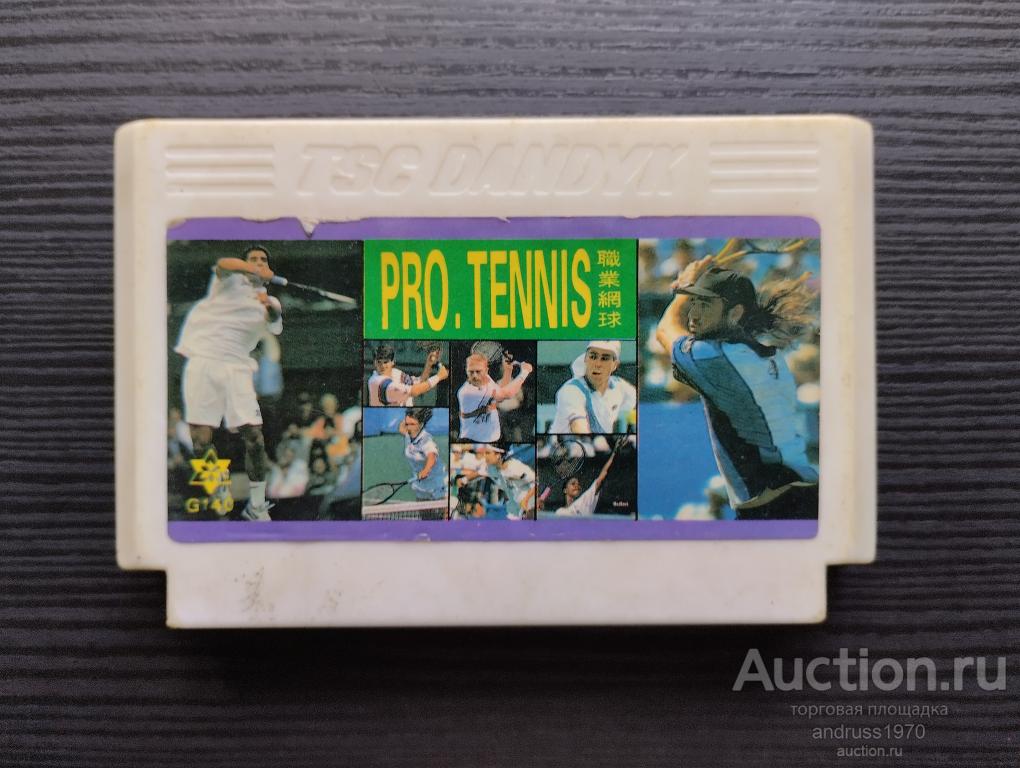 TSC DANDYK
PRO. TENNIS
職業網球
G140
Auction.ru
торговая площадка
andruss1970
auction.ru